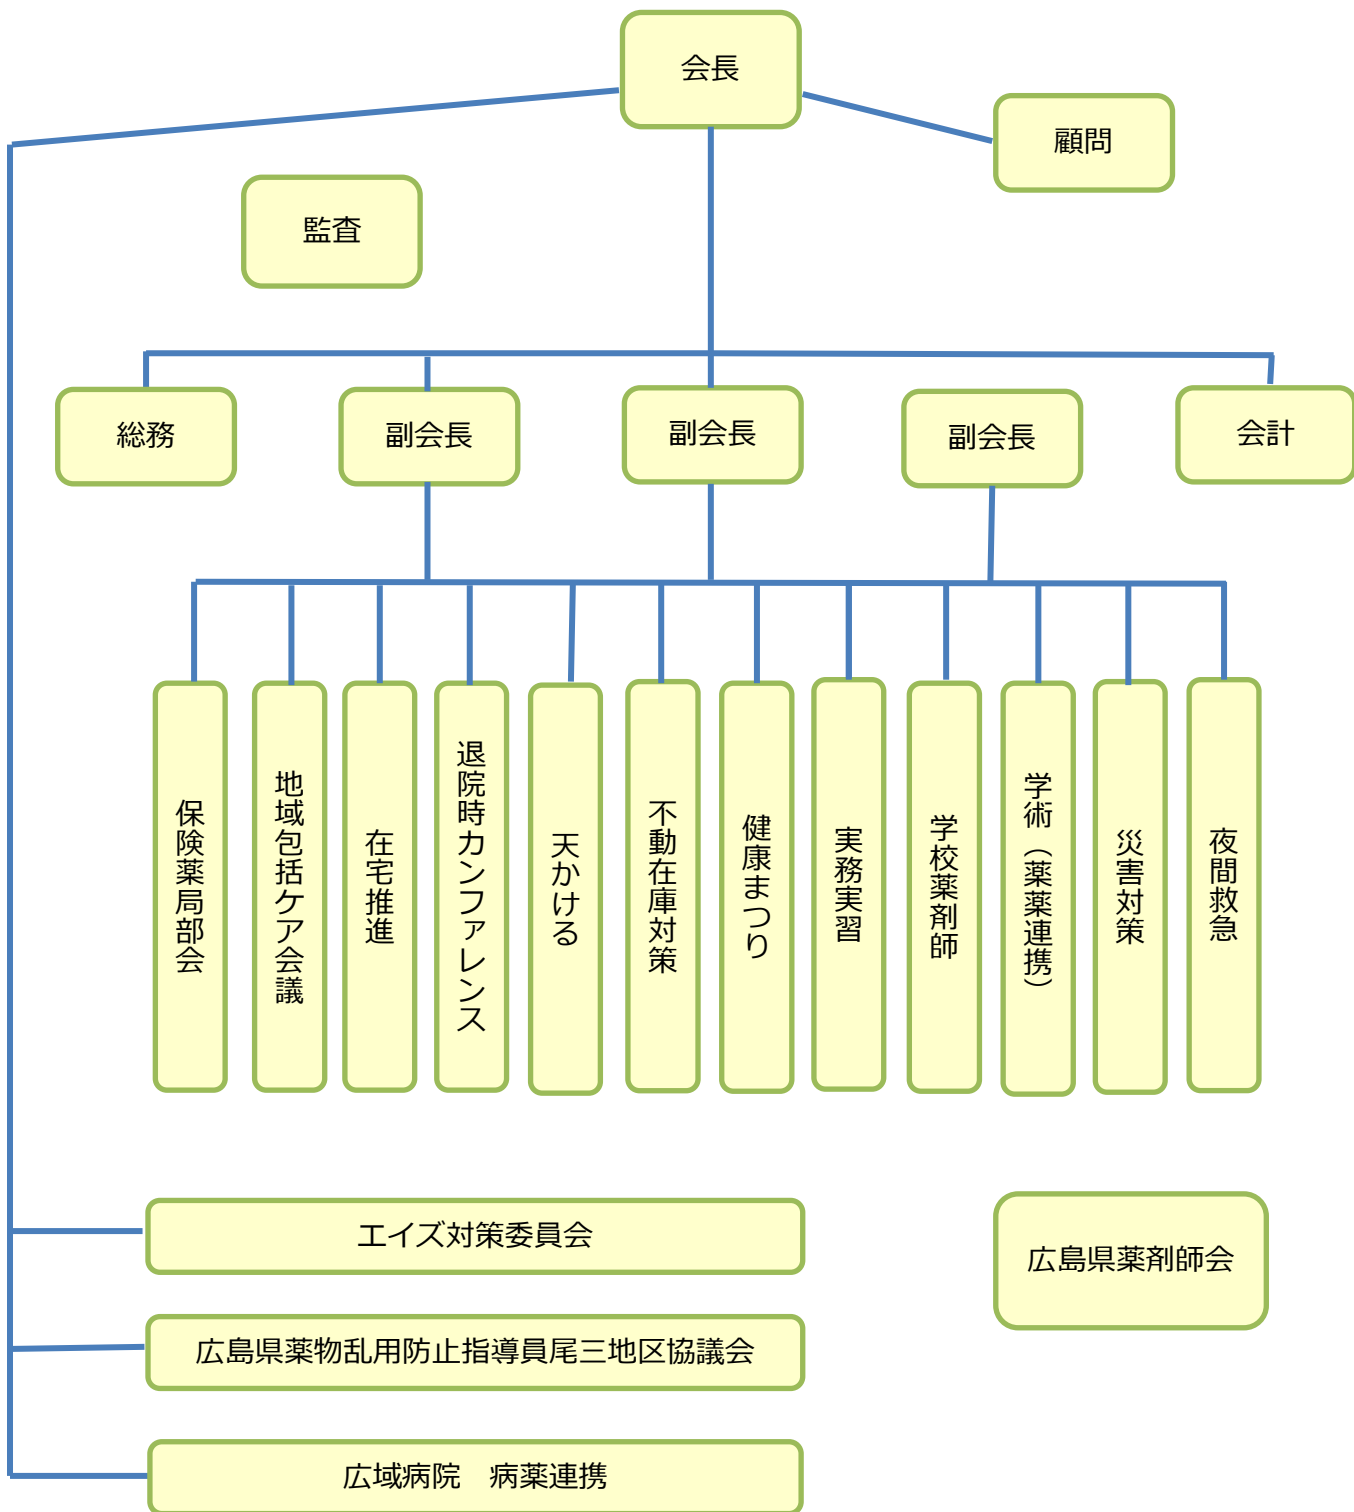 会長
顧問
監査
総務
副会長
副会長
副会長
会計
保険薬局部会
地域包括ケア会議
在宅推進
退院時カンファレンス
天かける
不動在庫対策
健康まつり
実務実習
学校薬剤師
学術（薬薬連携）
災害対策
夜間救急
エイズ対策委員会
広島県薬剤師会
広島県薬物乱用防止指導員尾三地区協議会
広域病院　病薬連携